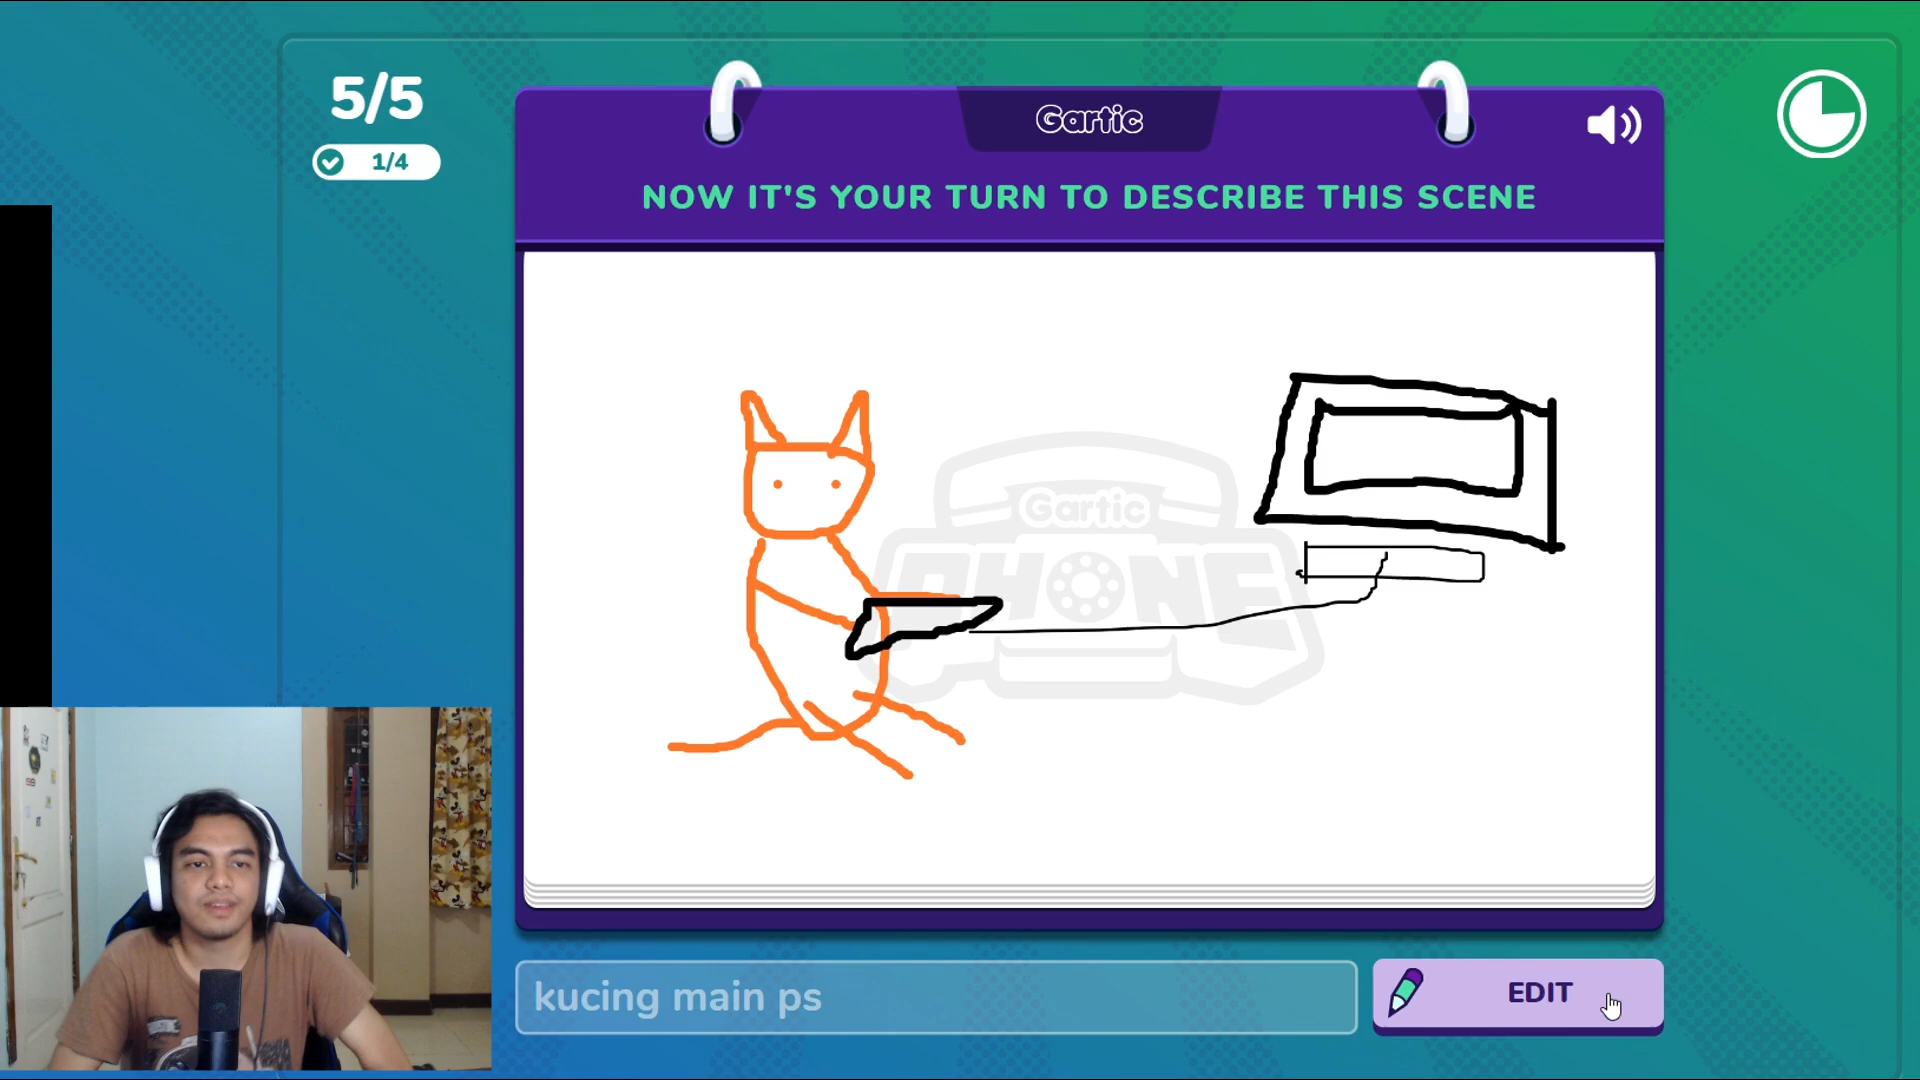 5/5
1/4
Gartic
NOW IT'S YOUR TURN TO DESCRIBE THIS SCENE
Gartic
PHONE
kucing main ps
EDIT